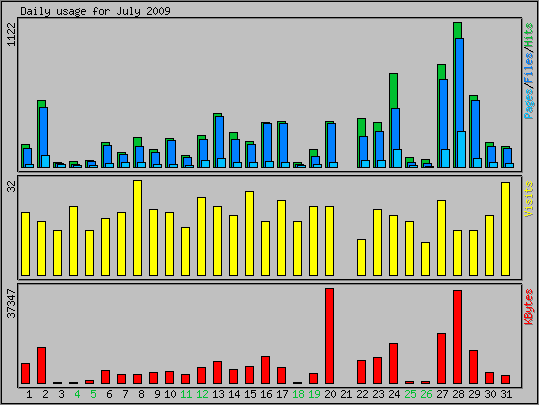 Daily usage for July 2009
1122
Pages/Files/Hits
32
Visits
37347
KBytes
1 2 3 4 5 6 7 8 9 10 11 12 13 14 15 16 17 18 19 20 21 22 23 24 25 26 27 28 29 30 31